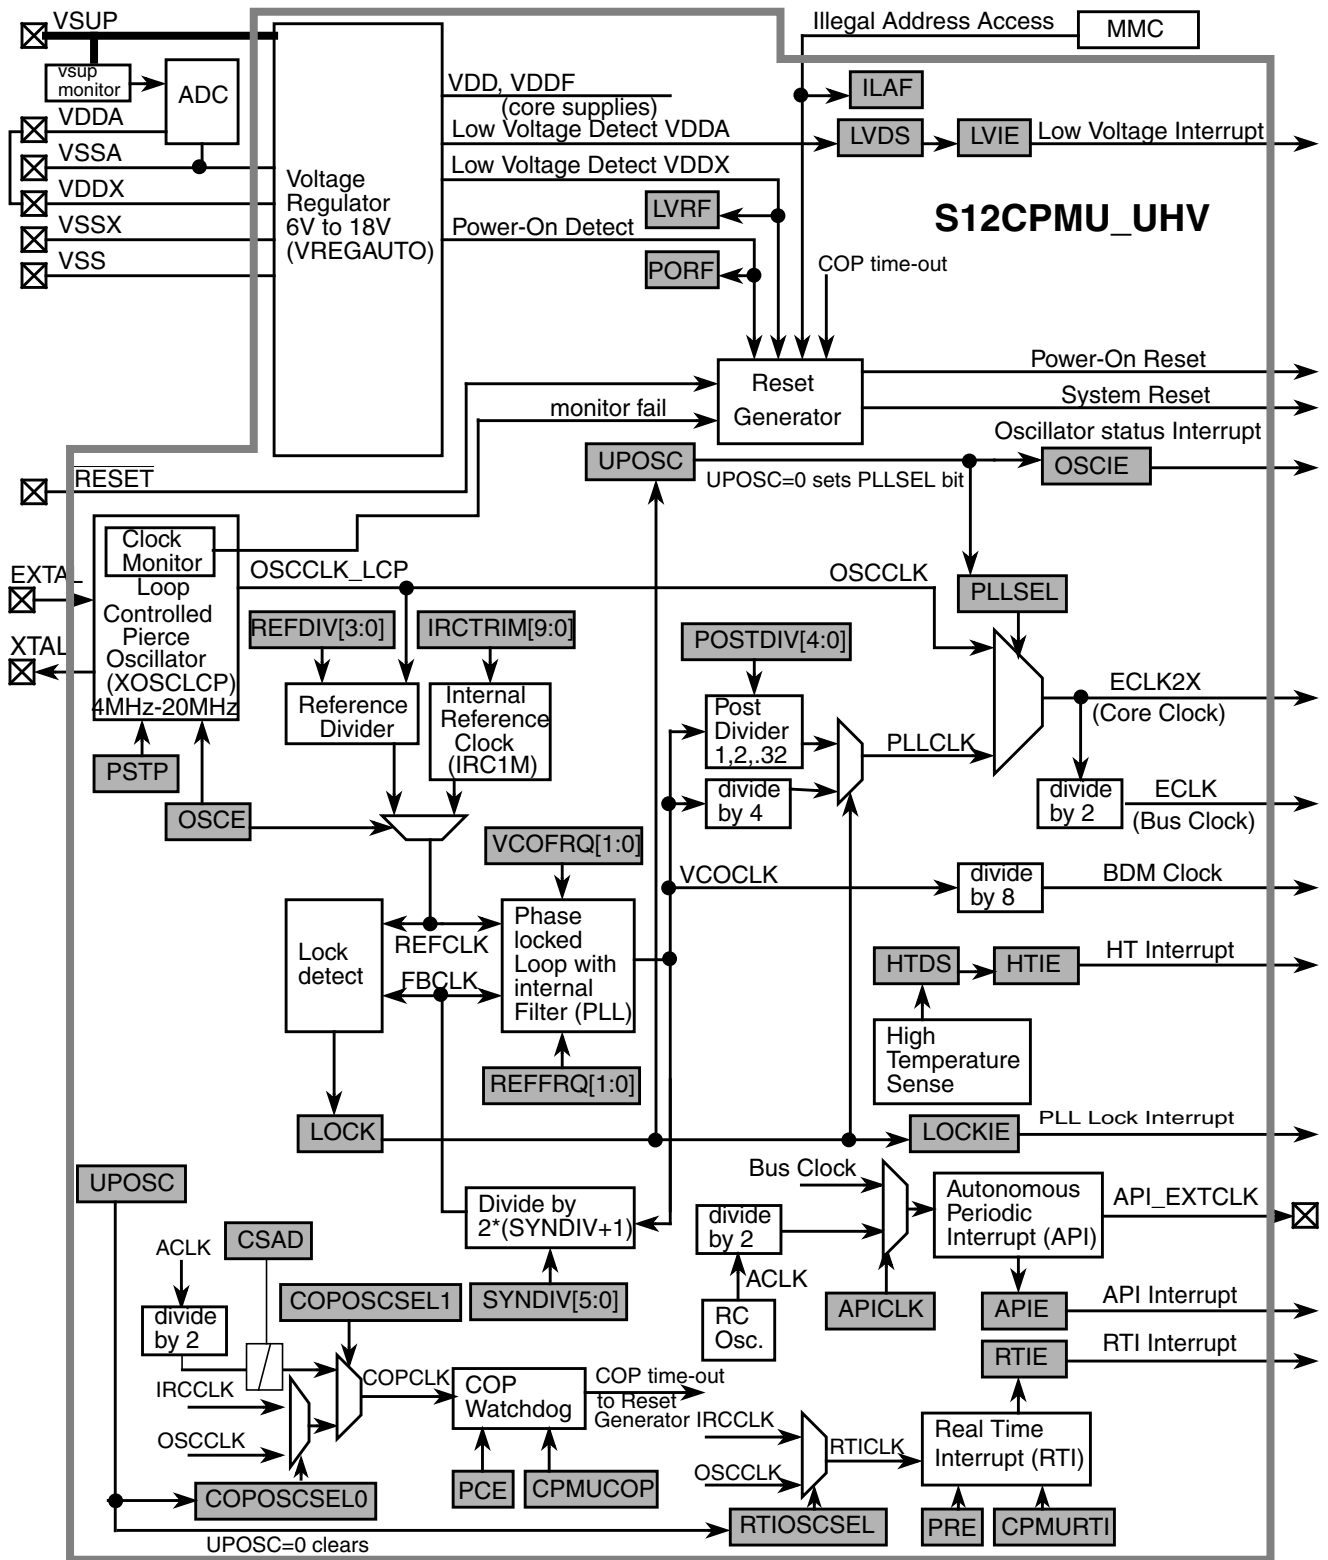 VSUP
Illegal Address Access
MMC
vsup
monitor
ADC
VDD, VDDF
(core supplies)
ILAF
VDDA
Low Voltage Detect VDDA
LVDS
LVIE
Low Voltage Interrupt
VSSA
Low Voltage Detect VDDX
VDDX
Voltage
Regulator
6V to 18V
(VREGAUTO)
LVRF
S12CPMU_UHV
VSSX
Power-On Detect
VSS
PORF
COP time-out
Reset
Generator
Power-On Reset
System Reset
monitor fail
Oscillator status Interrupt
UPOSC
OSCIE
UPOSC=0 sets PLLSEL bit
RESET
Clock
Monitor
EXTAL
OSCCLK_LCP
OSCCLK
PLLSEL
Loop
Controlled
Pierce
Oscillator
(XOSCLCP)
4MHz-20MHz
XTAL
REFDIV[3:0]
IRCTRIM[9:0]
POSTDIV[4:0]
Reference
Divider
Internal
Reference
Clock
(IRC1M)
Post
Divider
1,2,.32
ECLK2X
(Core Clock)
PLLCLK
PSTP
divide
by 4
divide
by 2
ECLK
(Bus Clock)
OSCE
VCOFRQ[1:0]
VCOCLK
divide
by 8
BDM Clock
Lock
detect
REFCLK
FBCLK
Phase
locked
Loop with
internal
Filter (PLL)
HTDS
HTIE
HT Interrupt
High
Temperature
Sense
REFFRQ[1:0]
LOCK
LOCKIE
PLL Lock Interrupt
UPOSC
Bus Clock
Autonomous
Periodic
Interrupt (API)
API_EXTCLK
Divide by
2*(SYNDIV+1)
divide
by 2
ACLK
CSAD
ACLK
COPOSCSEL1
SYNDIV[5:0]
RC
Osc.
APICLK
APIE
API Interrupt
divide
by 2
RTIE
RTI Interrupt
IRCCLK
COPCLK
COP
Watchdog
COP time-out
to Reset
Generator
IRCCLK
OSCCLK
RTICLK
Real Time
Interrupt (RTI)
OSCCLK
COPOSCSEL0
PCE
CPMUCOP
RTIOSCSEL
PRE
CPMURTI
UPOSC=0 clears